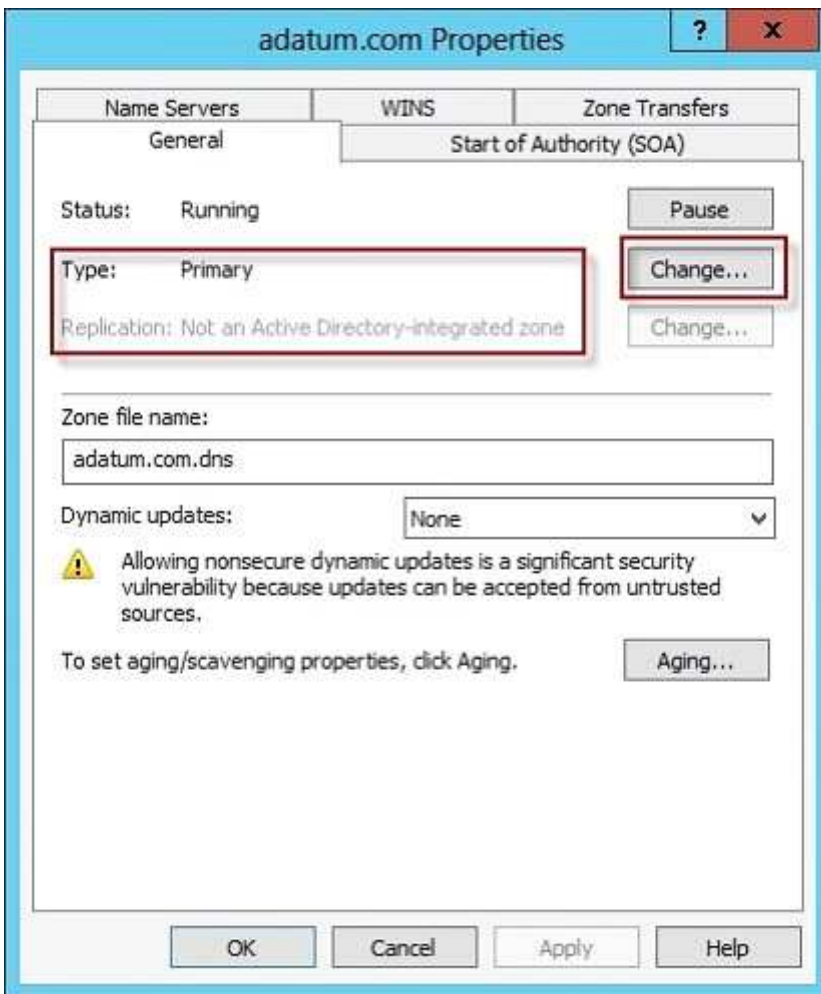 adatum.com Properties
?
x
Name Servers
WINS
Zone Transfers
General
Start of Authority (SOA)
Status:
Running
Pause
Type:
Primary
Change...
Replication: Not an Active Directory-integrated zone
Change...
Zone file name:
adatum.com.dns
Dynamic updates:
None
Allowing nonsecure dynamic updates is a significant security
vulnerability because updates can be accepted from untrusted
sources.
To set aging/scavenging properties, click Aging.
Aging...
OK
Cancel
Apply
Help